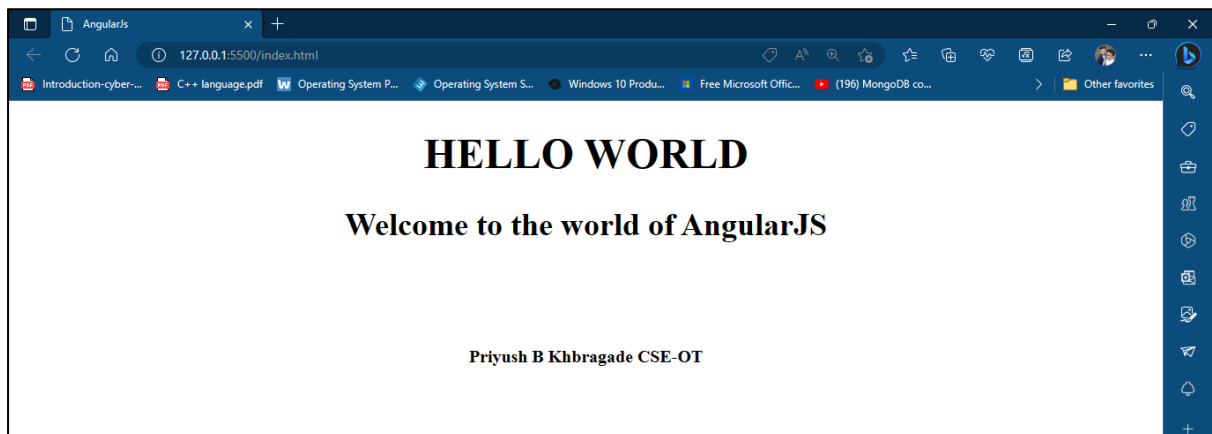 AngularJs
127.0.0.1:5500/index.html
Introduction-cyber-... C++ language.pdf Operating System P... Operating System S... Windows 10 Produ... Free Microsoft Offic... (196) MongoDB co... Other favorites
HELLO WORLD
Welcome to the world of AngularJS
Priyush B Khbragade CSE-OT